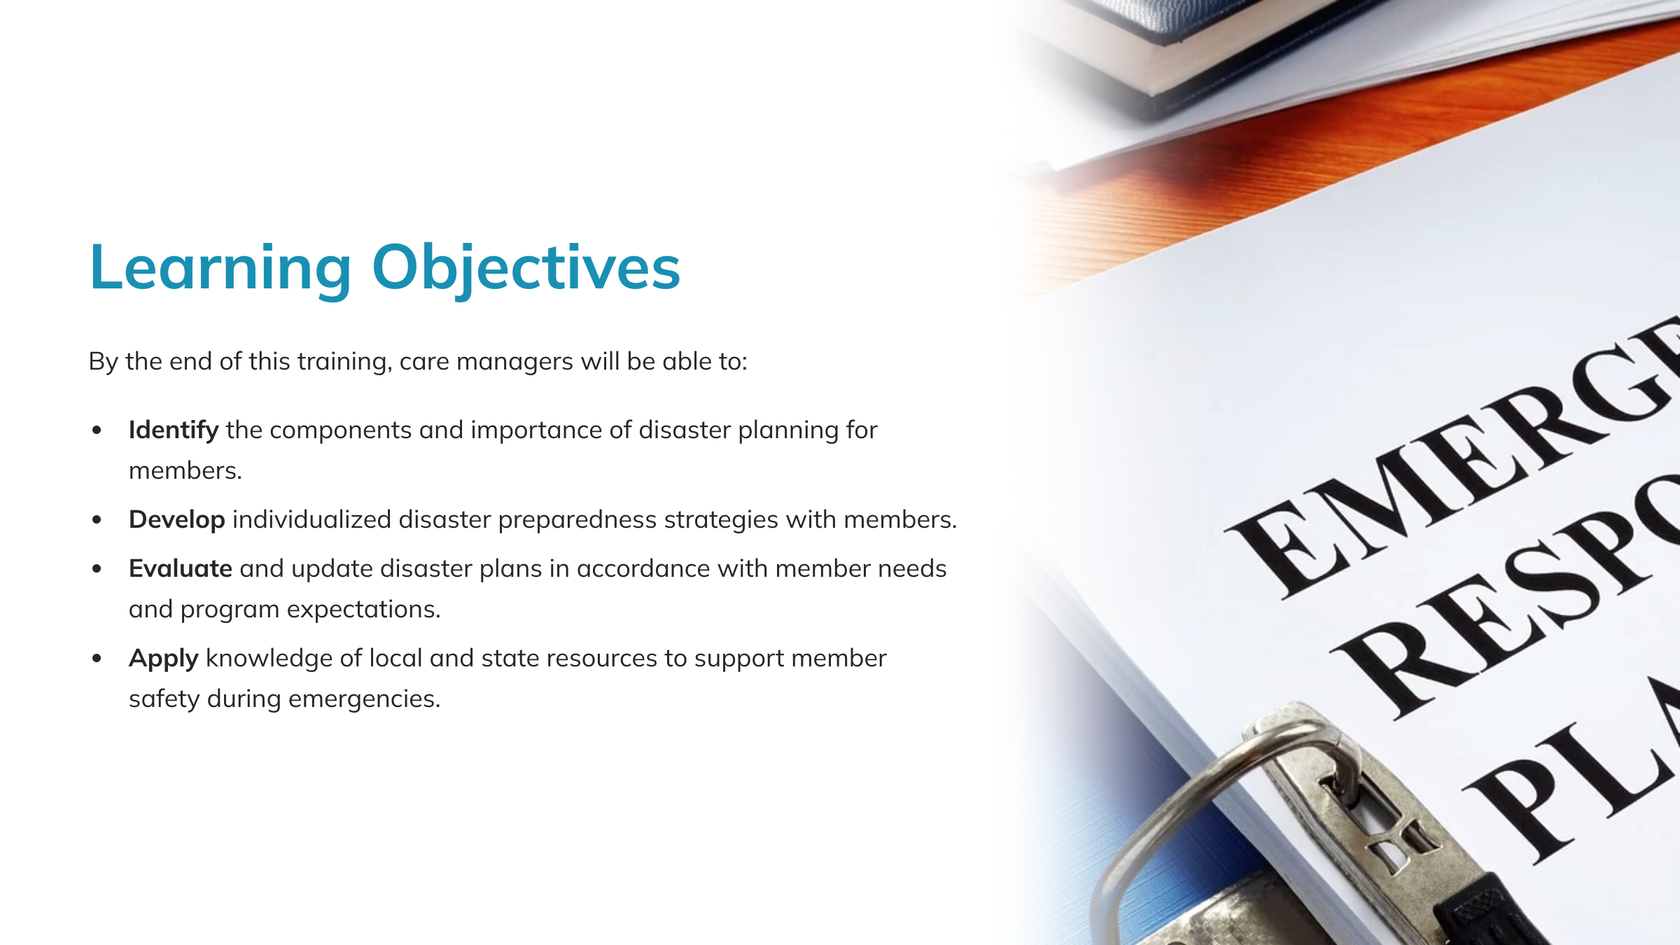 Learning Objectives
By the end of this training, care managers will be able to:
• Identify the components and importance of disaster planning for
members.
• Develop individualized disaster preparedness strategies with members.
• Evaluate and update disaster plans in accordance with member needs
and program expectations.
• Apply knowledge of local and state resources to support member
safety during emergencies.
EMERGE
RESPO
PLA